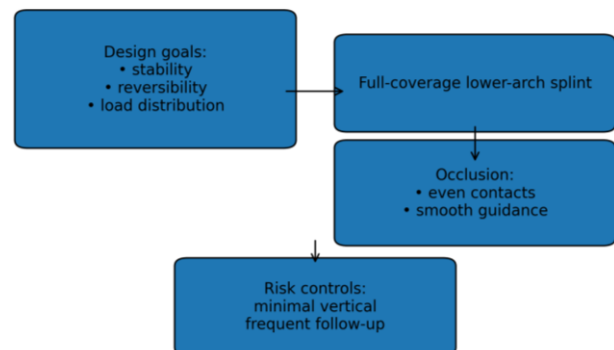 Design goals:
• stability
• reversibility
• load distribution
Full-coverage lower-arch splint
Occlusion:
• even contacts
• smooth guidance
Risk controls:
minimal vertical
frequent follow-up